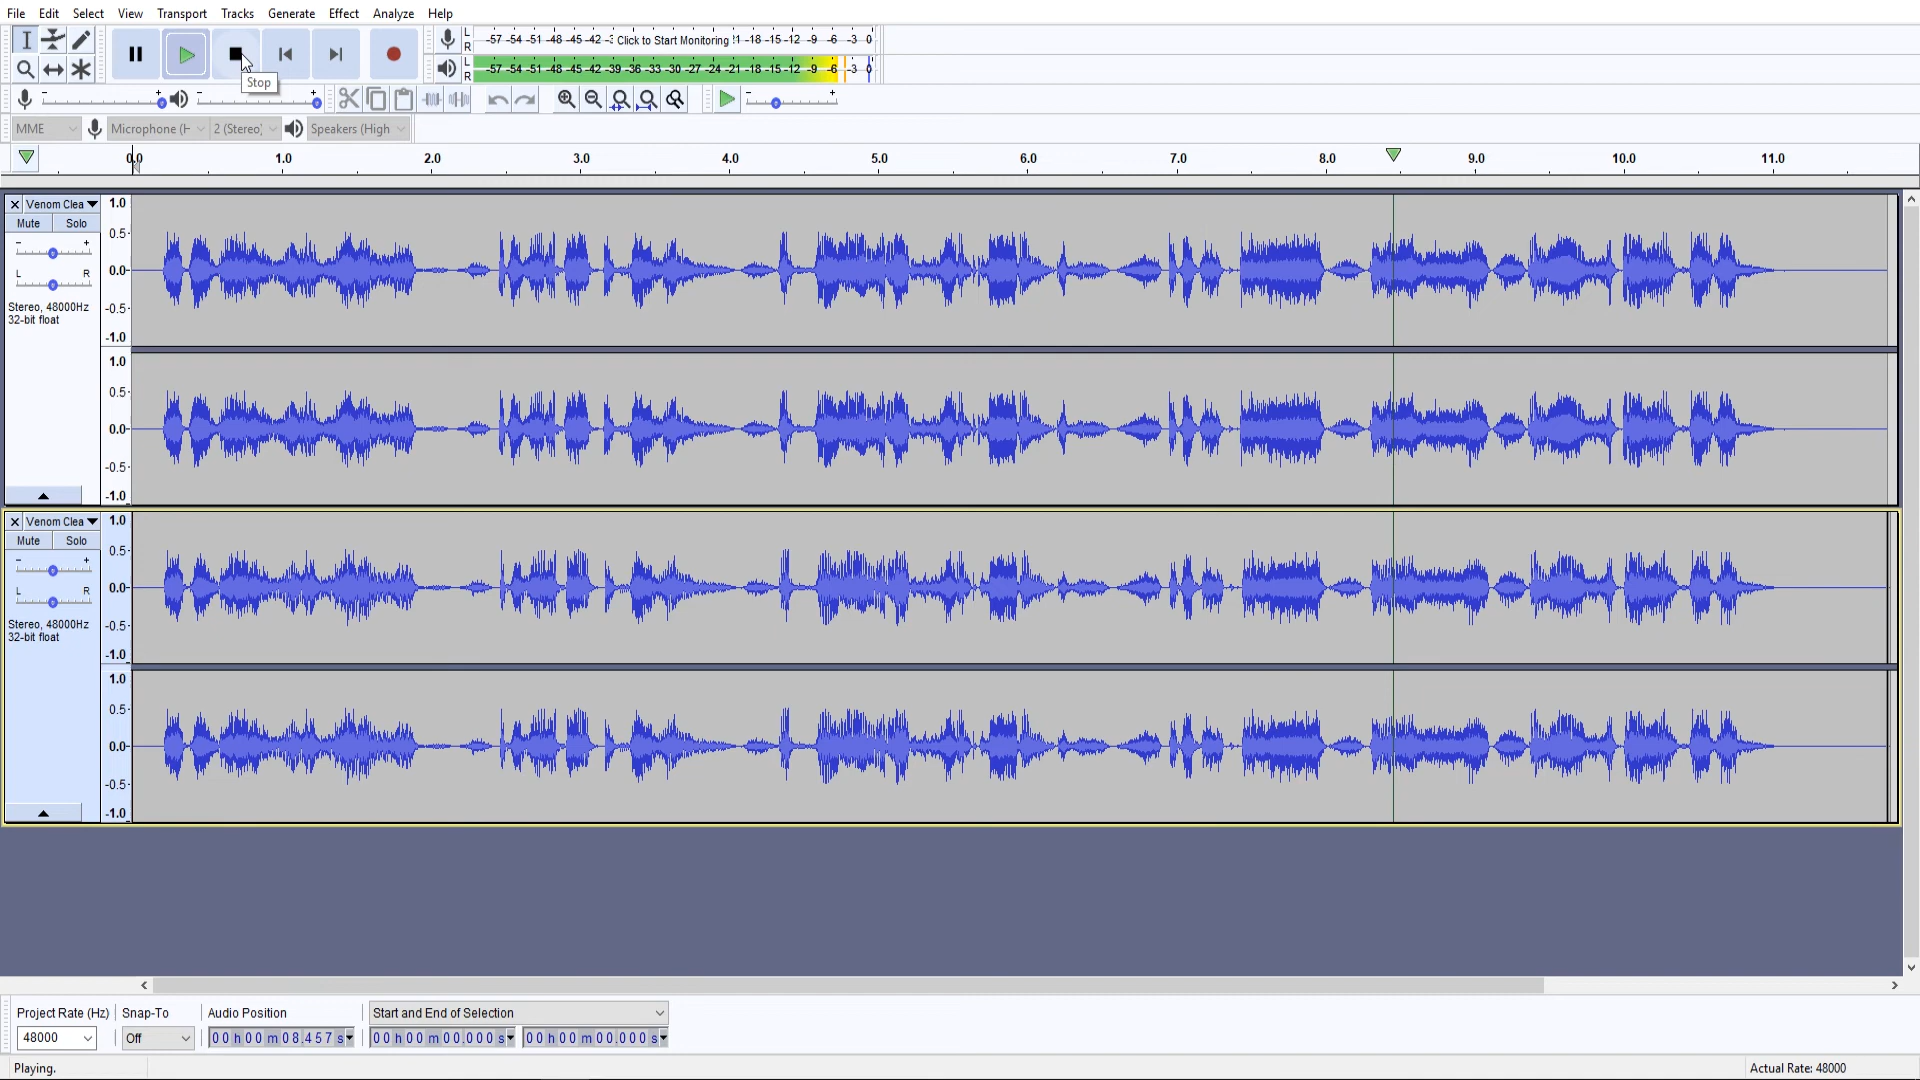 File Edit Select View Transport Tracks Generate Effect Analyze Help
L R -57 -54 -51 -48 -45 -42 Click to Start Monitoring -18 -15 -12 -9 -6 -3 0
L R -57 -54 -51 -48 -45 -42 -39 -36 -33 -30 -27 -24 -21 -18 -15 -12 -9 -6 -3 0
Stop
MME Microphone (H 2 (Stereo) Speakers (High
0.0 1.0 2.0 3.0 4.0 5.0 6.0 7.0 8.0 9.0 10.0 11.0
× Venom Clea
Mute Solo
- +
L R
Stereo, 48000Hz
32-bit float
1.0
0.5
0.0
-0.5
-1.0
1.0
0.5
0.0
-0.5
-1.0
× Venom Clea
Mute Solo
- +
L R
Stereo, 48000Hz
32-bit float
1.0
0.5
0.0
-0.5
-1.0
1.0
0.5
0.0
-0.5
-1.0
Project Rate (Hz) Snap-To Audio Position Start and End of Selection
48000 Off 00 h 00 m 08.457 s 00 h 00 m 00.000 s 00 h 00 m 00.000 s
Playing. Actual Rate: 48000